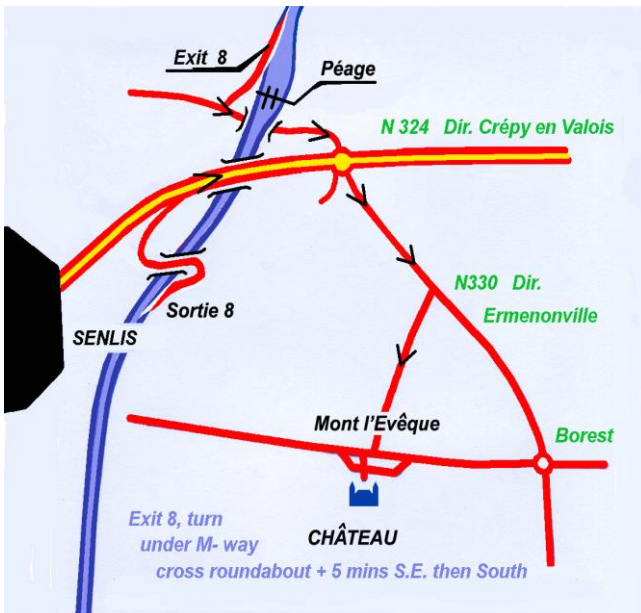 Exit 8
Péage
N 324 Dir. Crépy en Valois
N330 Dir.
Ermenonville
Sortie 8
SENLIS
Mont l'Evêque
Borest
CHÂTEAU
Exit 8, turn
under M- way
cross roundabout + 5 mins S.E. then South